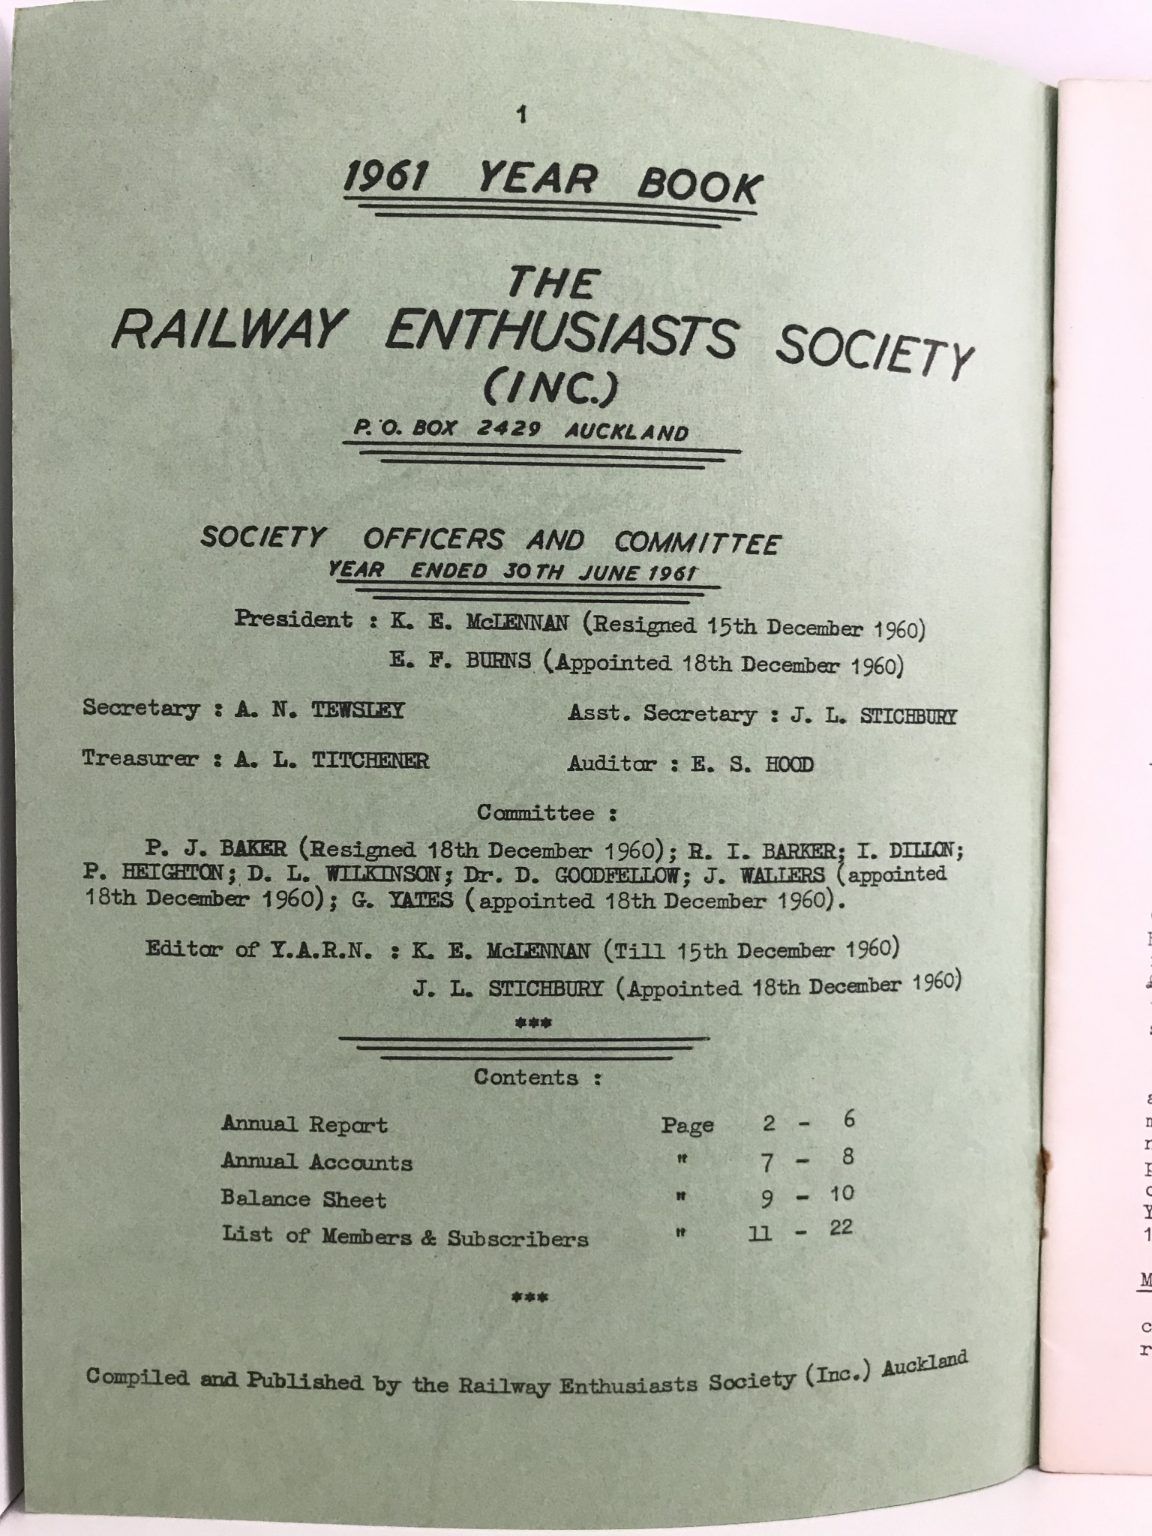 1
1961 YEAR BOOK
THE
RAILWAY ENTHUSIASTS SOCIETY
(INC.)
P. O. BOX 2429 AUCKLAND
SOCIETY OFFICERS AND COMMITTEE
YEAR ENDED 30TH JUNE 1961
President : K. E. McLENNAN (Resigned 15th December 1960)
E. F. BURNS (Appointed 18th December 1960)
Secretary : A. N. TEWSLEY Asst. Secretary : J. L. STICHBURY
Treasurer : A. L. TITCHENER Auditor : E. S. HOOD
Committee :
P. J. BAKER (Resigned 18th December 1960); R. I. BARKER; I. DILLON;
P. HEIGHTON; D. L. WILKINSON; Dr. D. GOODFELLOW; J. WALLERS (appointed
18th December 1960); G. YATES (appointed 18th December 1960).
Editor of Y.A.R.N. : K. E. McLENNAN (Till 15th December 1960)
J. L. STICHBURY (Appointed 18th December 1960)
***
Contents :
Annual Report Page 2 - 6
Annual Accounts " 7 - 8
Balance Sheet " 9 - 10
List of Members & Subscribers " 11 - 22
***
Compiled and Published by the Railway Enthusiasts Society (Inc.) Auckland